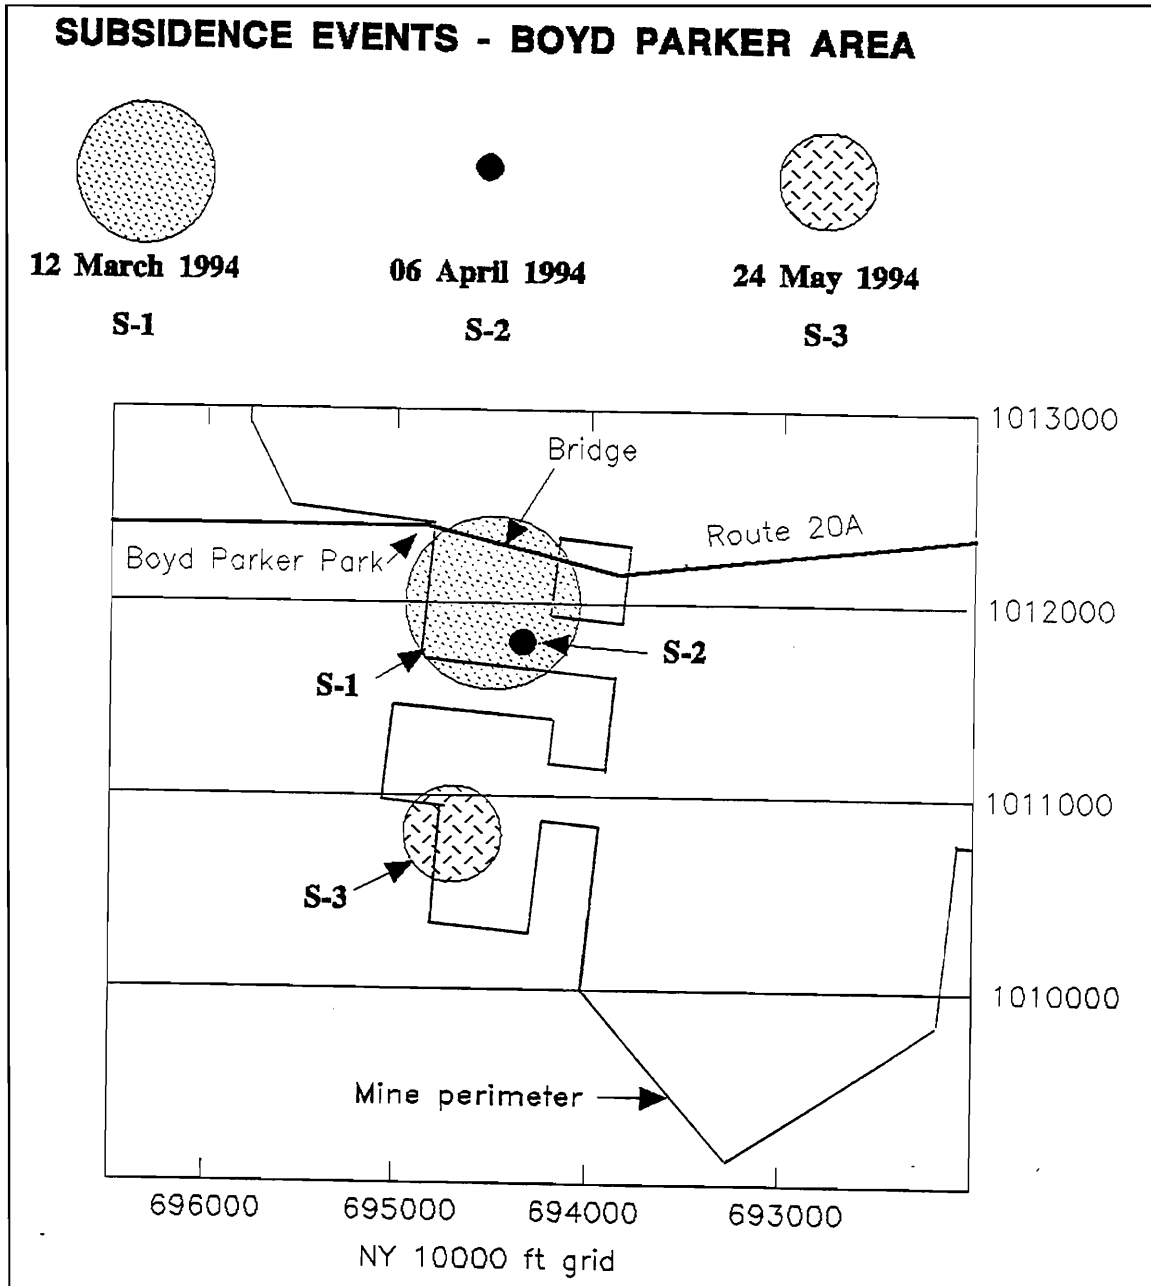 SUBSIDENCE EVENTS - BOYD PARKER AREA
12 March 1994
06 April 1994
24 May 1994
S-1
S-2
S-3
1013000
Bridge
Route 20A
Boyd Parker Park
1012000
S-2
S-1
1011000
S-3
1010000
Mine perimeter
696000
695000
694000
693000
NY 10000 ft grid